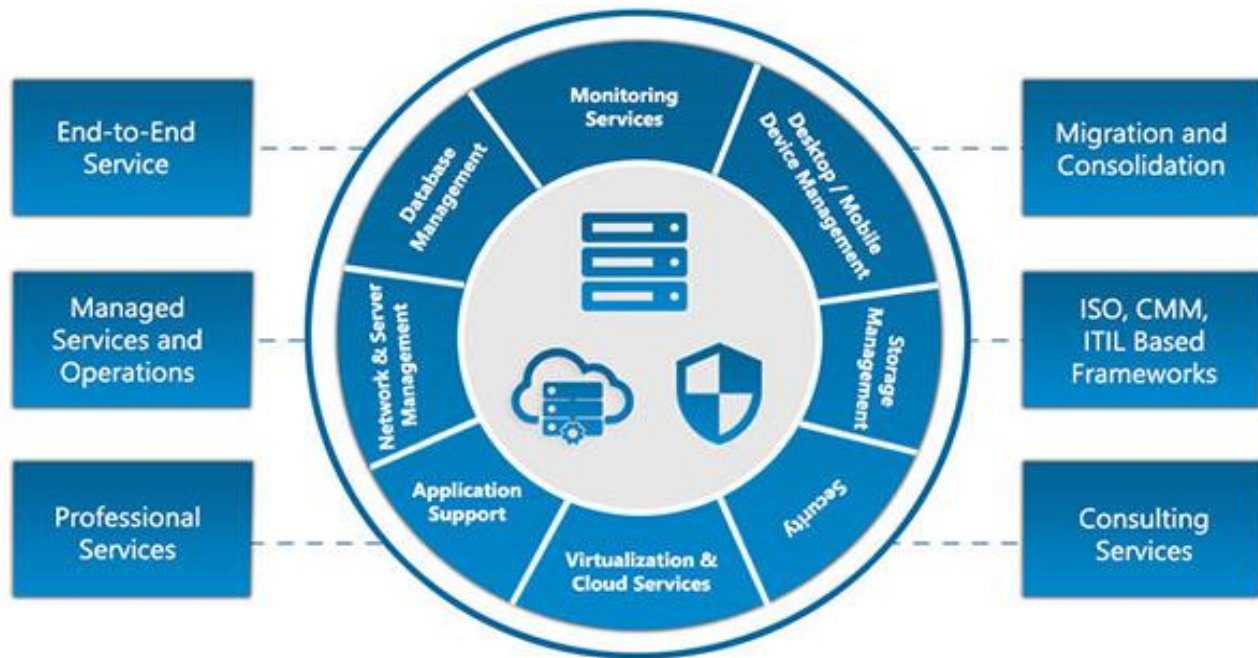 End-to-End
Service
Managed
Services and
Operations
Professional
Services
Monitoring
Services
Desktop / Mobile
Device Management
Storage
Management
Security
Virtualization &
Cloud Services
Application
Support
Network & Server
Management
Database
Management
Migration and
Consolidation
ISO, CMM,
ITIL Based
Frameworks
Consulting
Services